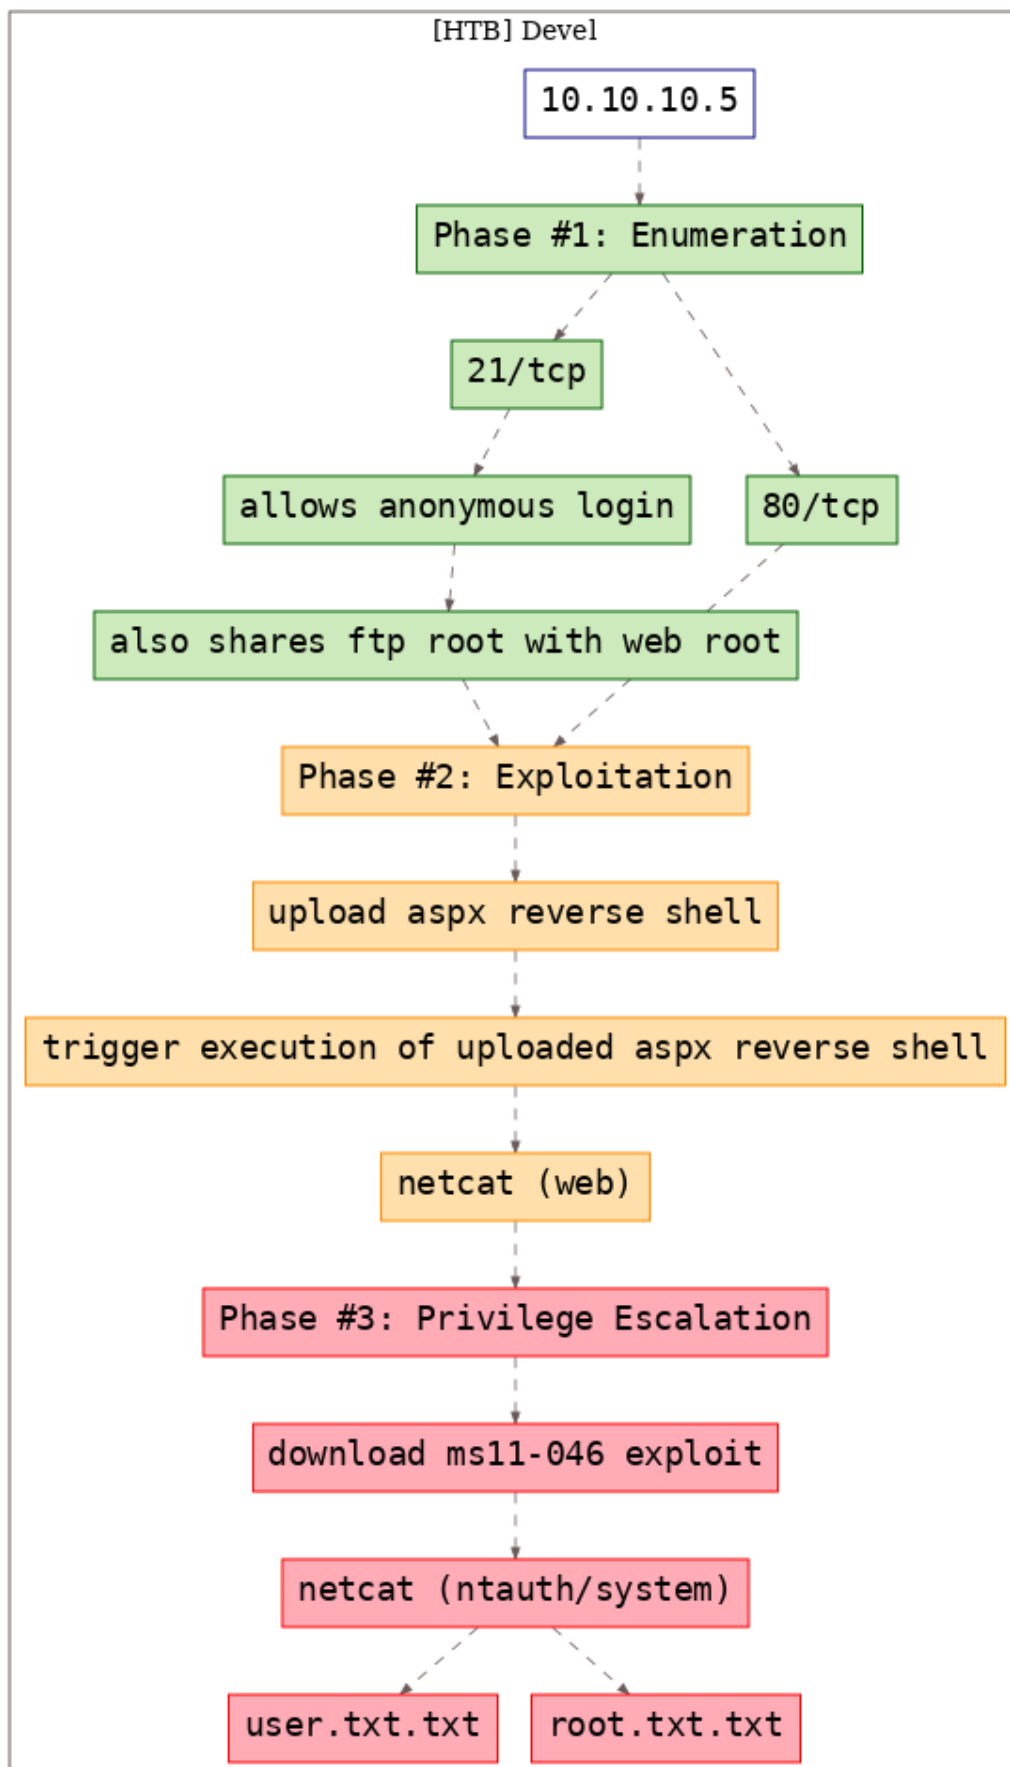 [HTB] Devel
10.10.10.5
Phase #1: Enumeration
21/tcp
allows anonymous login
80/tcp
also shares ftp root with web root
Phase #2: Exploitation
upload aspx reverse shell
trigger execution of uploaded aspx reverse shell
netcat (web)
Phase #3: Privilege Escalation
download ms11-046 exploit
netcat (ntauth/system)
user.txt.txt
root.txt.txt